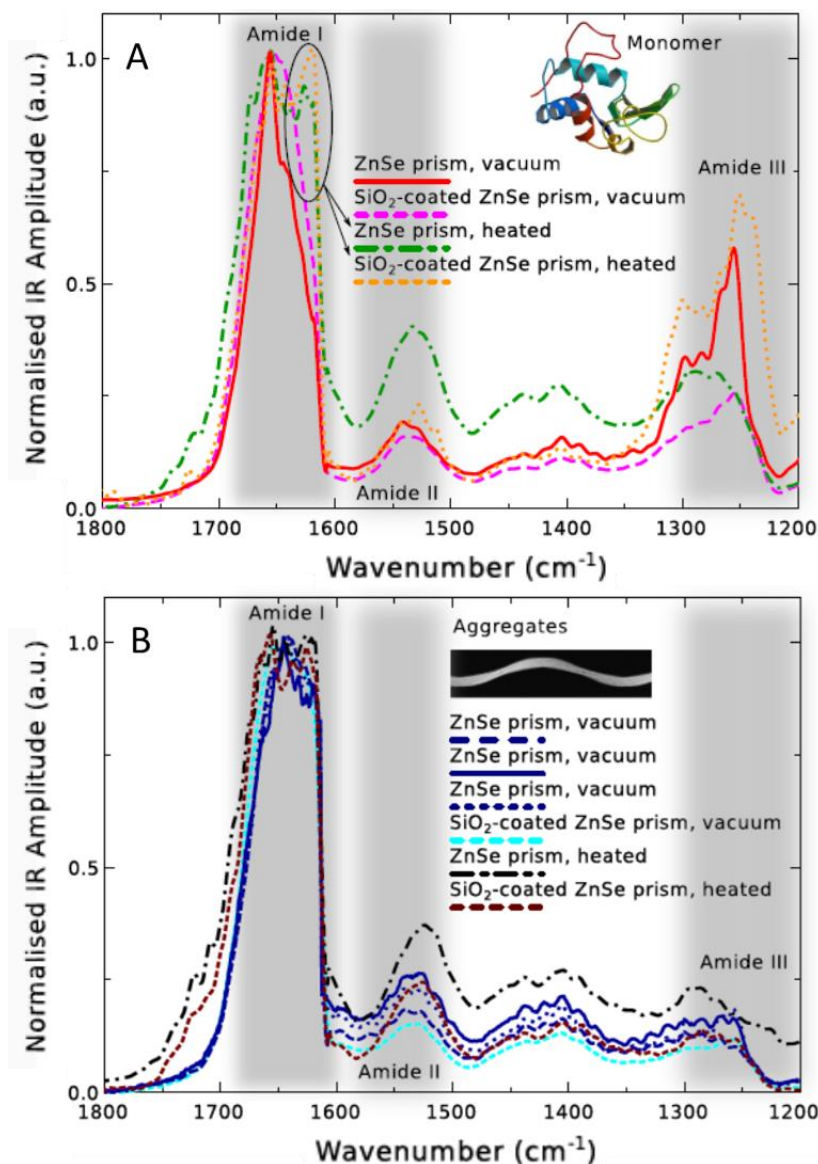 A
Amide I
Monomer
1.0
ZnSe prism, vacuum
SiO₂-coated ZnSe prism, vacuum
ZnSe prism, heated
SiO₂-coated ZnSe prism, heated
Amide III
0.5
Normalised IR Amplitude (a.u.)
Amide II
0.0
1800 1700 1600 1500 1400 1300 1200
Wavenumber (cm⁻¹)
B
Amide I
Aggregates
1.0
ZnSe prism, vacuum
ZnSe prism, vacuum
ZnSe prism, vacuum
SiO₂-coated ZnSe prism, vacuum
ZnSe prism, heated
SiO₂-coated ZnSe prism, heated
0.5
Normalised IR Amplitude (a.u.)
Amide III
Amide II
0.0
1800 1700 1600 1500 1400 1300 1200
Wavenumber (cm⁻¹)